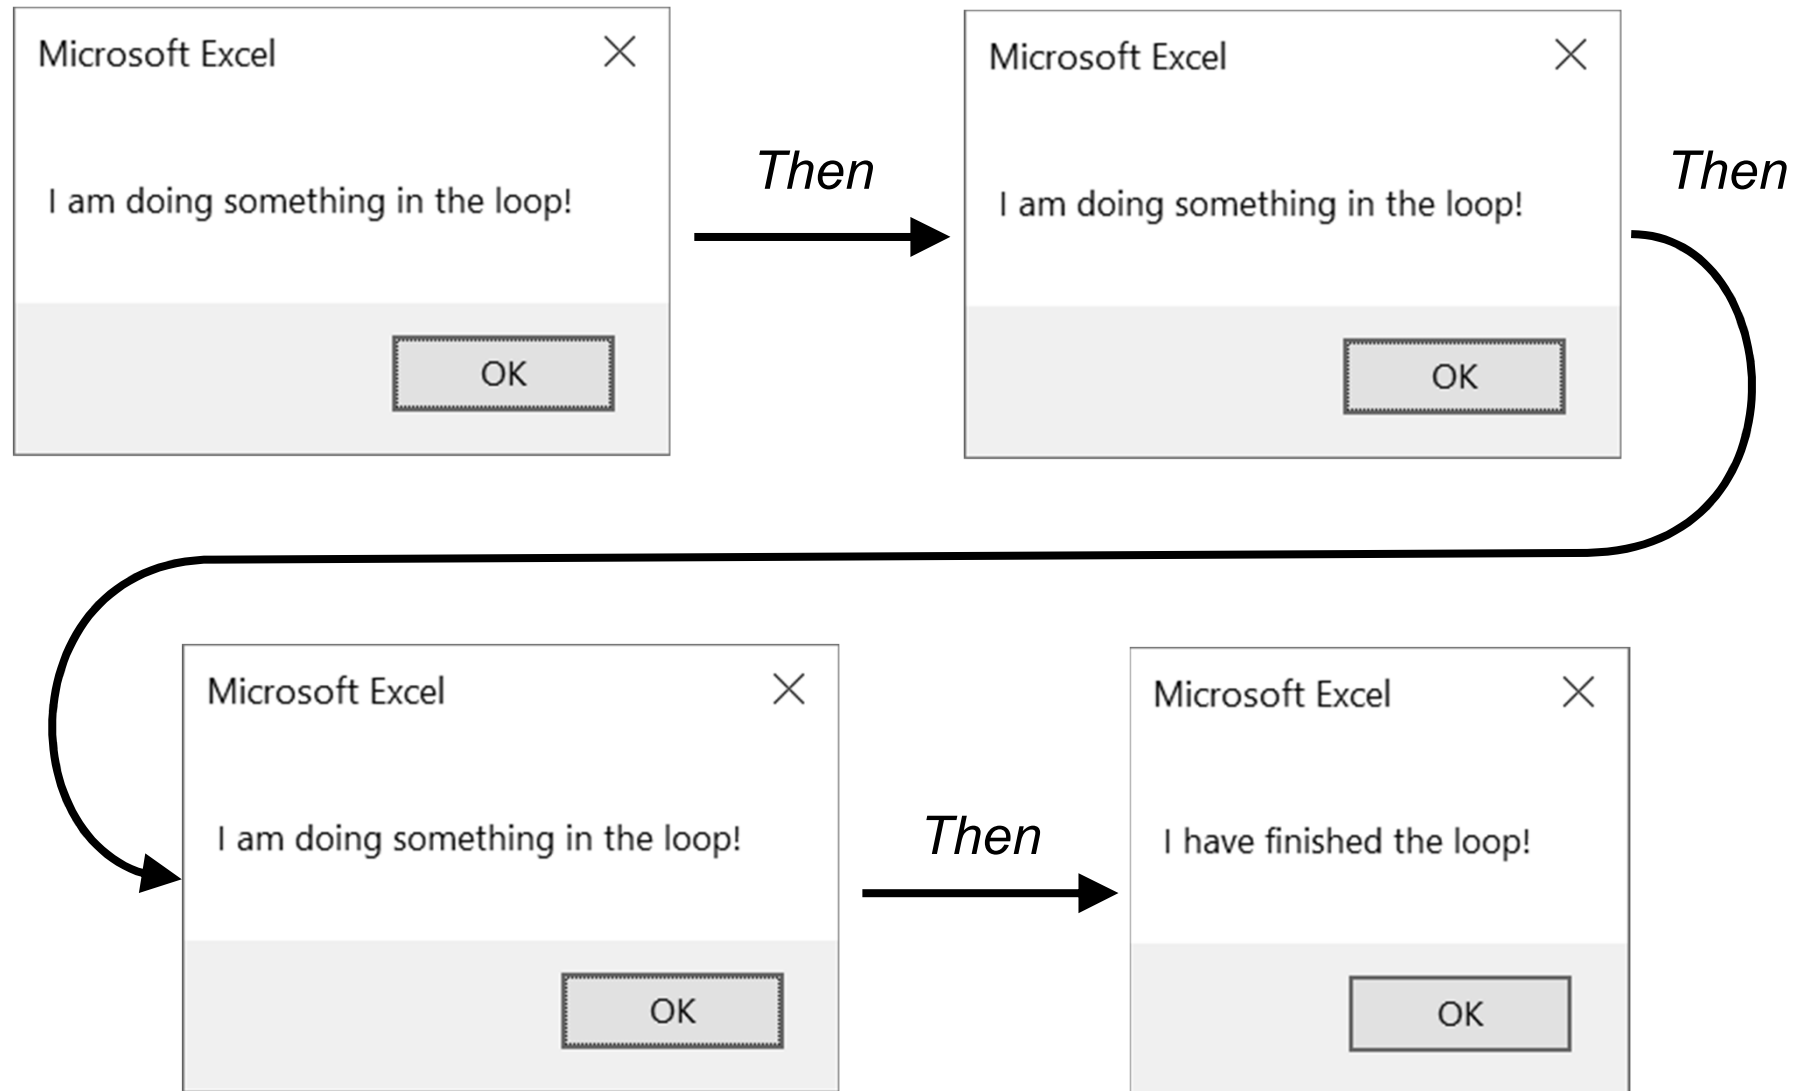 Microsoft Excel
I am doing something in the loop!
OK
Then
Microsoft Excel
I am doing something in the loop!
OK
Then
Microsoft Excel
I am doing something in the loop!
OK
Then
Microsoft Excel
I have finished the loop!
OK